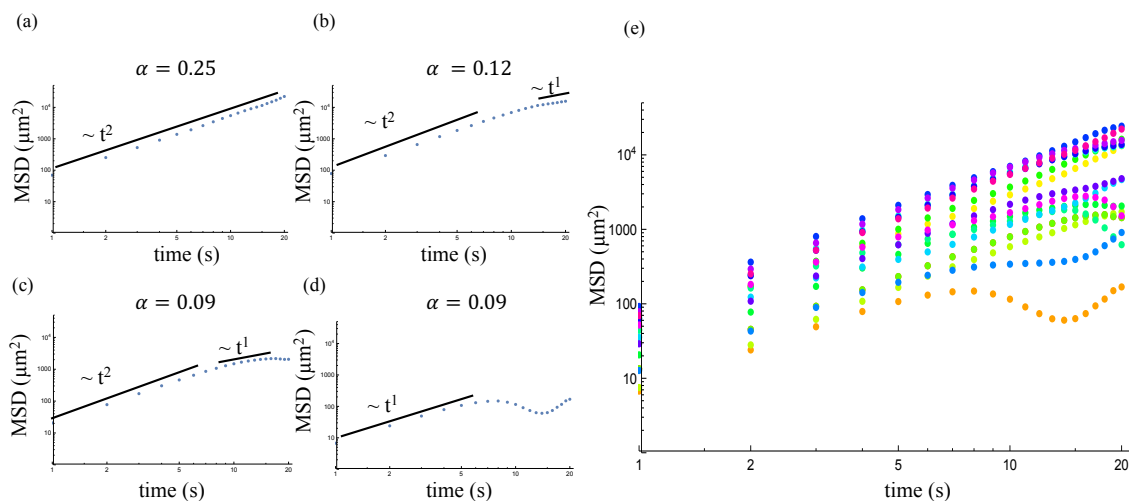 (a)
α = 0.25
MSD (μm²)
10⁴
1000
100
10
1
2
5
10
20
~ t²
time (s)
(b)
α = 0.12
MSD (μm²)
10⁴
1000
100
10
1
2
5
10
20
~ t²
~ t¹
time (s)
(c)
α = 0.09
MSD (μm²)
10⁴
1000
100
10
1
2
5
10
20
~ t²
~ t¹
time (s)
(d)
α = 0.09
MSD (μm²)
10⁴
1000
100
10
1
2
5
10
20
~ t¹
time (s)
(e)
MSD (μm²)
10⁴
1000
100
10
1
2
5
10
20
time (s)